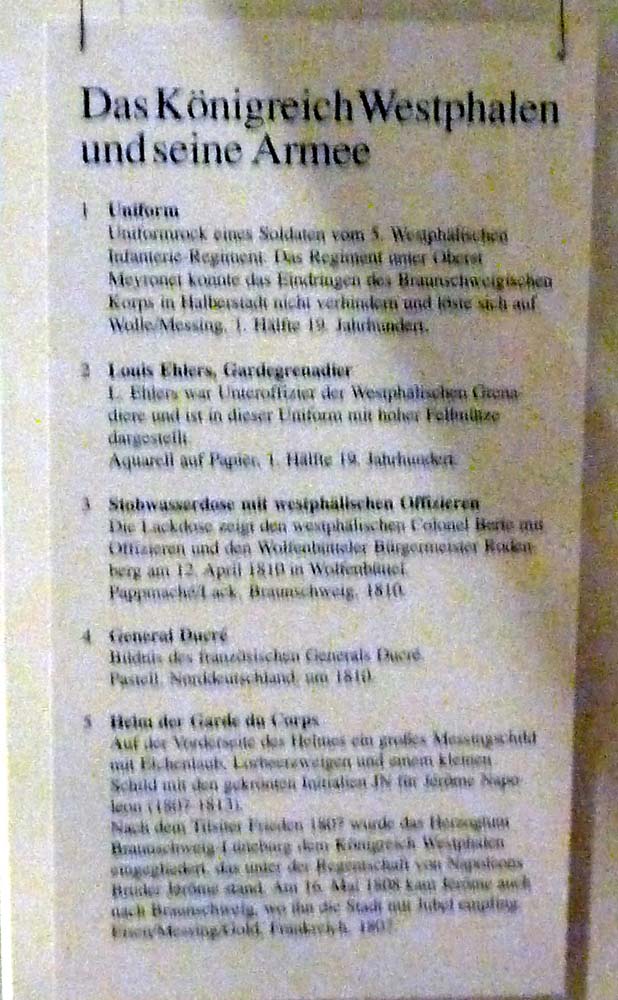 Das Königreich Westphalen
und seine Armee
1 Uniform
Uniformrock eines Soldaten vom 5. Westphälischen
Infanterie-Regiment. Das Regiment unter Oberst
Meyronet konnte das Eindringen des Braunschweigischen
Korps in Halberstadt nicht verhindern und löste sich auf.
Wolle/Messing, 1. Hälfte 19. Jahrhundert.
2 Louis Ehlers, Gardegrenadier
L. Ehlers war Unteroffizier der Westphälischen Grena-
diere und ist in dieser Uniform mit hoher Fellmütze
dargestellt.
Aquarell auf Papier, 1. Hälfte 19. Jahrhundert.
3 Stobwasserdose mit westphälischen Offizieren
Die Lackdose zeigt den westphälischen Colonel mit
Offizieren und den Wolfenbütteler Bürgermeister Roden-
berg am 12. April 1810 in Wolfenbüttel.
Pappmaché/Lack, Braunschweig, 1810.
4 General Ducré
Bildnis des französischen Generals Ducré.
Pastell, Norddeutschland, um 1810.
5 Helm der Garde du Corps
Auf der Vorderseite des Helmes ein großes Messingschild
mit Eichenlaub, Lorbeerzweigen und einem kleinen
Schild mit den gekrönten Initialen JN für Jérôme Napo-
leon (1807-1813).
Nach dem Tilsiter Frieden 1807 wurde das Herzogtum
Braunschweig-Lüneburg dem Königreich Westphalen
eingegliedert, das unter der Regentschaft von Napoleons
Bruder Jérôme stand. Am 16. Mai 1808 kam Jérôme auch
nach Braunschweig, wo ihn die Stadt mit Jubel empfing.
Eisen/Messing/Gold, Frankreich, 1807.